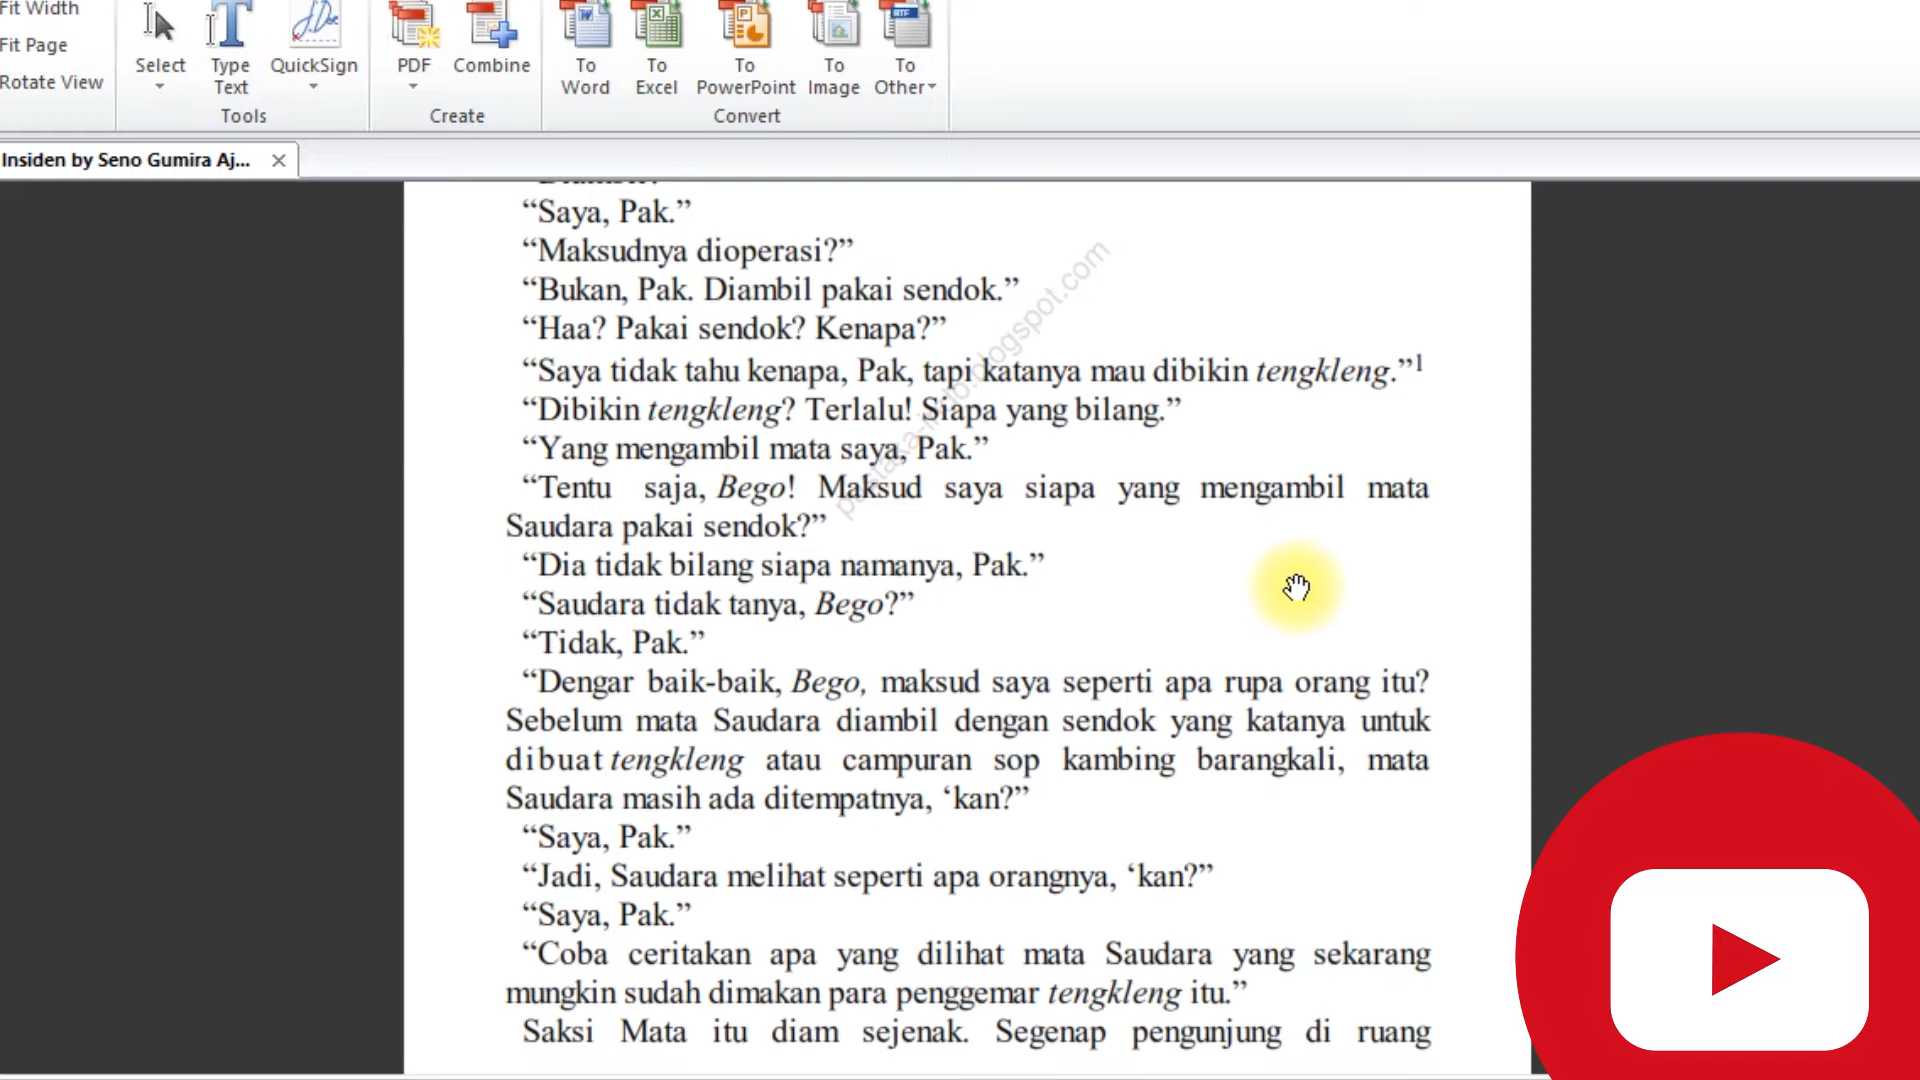 Fit Width
Fit Page
Rotate View
Select
Type Text
QuickSign
Tools
PDF
Combine
Create
To Word
To Excel
To PowerPoint
To Image
To Other
Convert
Insiden by Seno Gumira Aj...
“Saya, Pak.”
“Maksudnya dioperasi?”
“Bukan, Pak. Diambil pakai sendok.”
“Haa? Pakai sendok? Kenapa?”
“Saya tidak tahu kenapa, Pak, tapi katanya mau dibikin tengkleng.”1
“Dibikin tengkleng? Terlalu! Siapa yang bilang.”
“Yang mengambil mata saya, Pak.”
“Tentu saja, Bego! Maksud saya siapa yang mengambil mata
Saudara pakai sendok?”
“Dia tidak bilang siapa namanya, Pak.”
“Saudara tidak tanya, Bego?”
“Tidak, Pak.”
“Dengar baik-baik, Bego, maksud saya seperti apa rupa orang itu?
Sebelum mata Saudara diambil dengan sendok yang katanya untuk
dibuat tengkleng atau campuran sop kambing barangkali, mata
Saudara masih ada ditempatnya, ‘kan?”
“Saya, Pak.”
“Jadi, Saudara melihat seperti apa orangnya, ‘kan?”
“Saya, Pak.”
“Coba ceritakan apa yang dilihat mata Saudara yang sekarang
mungkin sudah dimakan para penggemar tengkleng itu.”
Saksi Mata itu diam sejenak. Segenap pengunjung di ruang